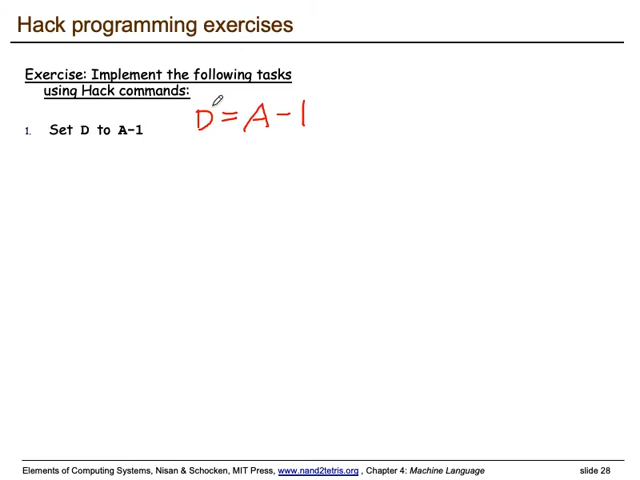 Hack programming exercises
Exercise: Implement the following tasks
using Hack commands:
D = A - 1
1. Set D to A-1
Elements of Computing Systems, Nisan & Schocken, MIT Press, www.nand2tetris.org , Chapter 4: Machine Language slide 28